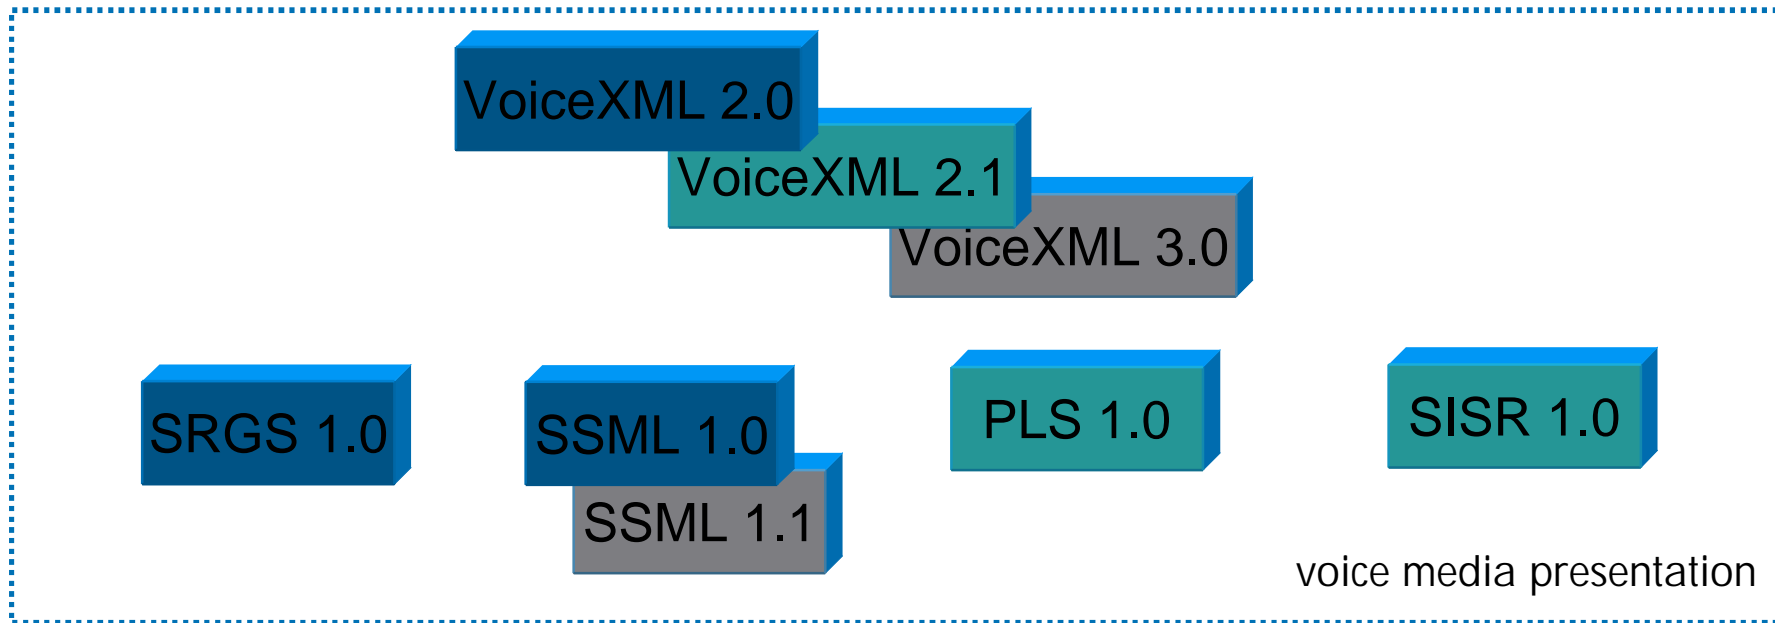 VoiceXML 2.0
VoiceXML 2.1
VoiceXML 3.0
SRGS 1.0
SSML 1.0
PLS 1.0
SISR 1.0
SSML 1.1
voice media presentation